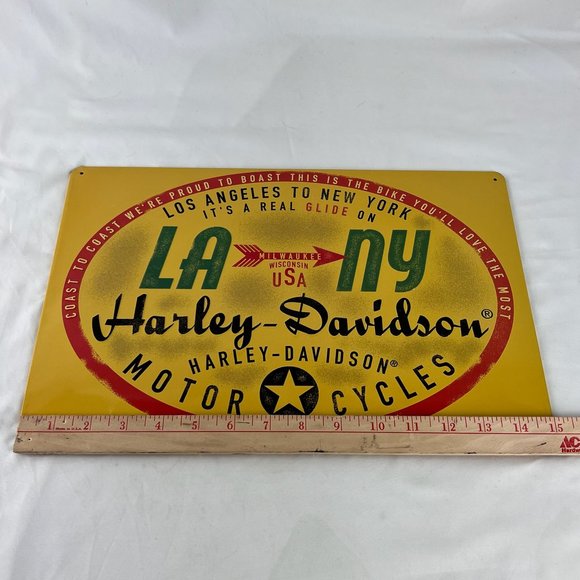 COAST TO COAST WE'RE PROUD TO BOAST THIS IS THE BIKE YOU'LL LOVE THE MOST
LOS ANGELES TO NEW YORK
IT'S A REAL GLIDE ON
LA NY
MILWAUKEE
WISCONSIN
USA
Harley-Davidson®
HARLEY-DAVIDSON®
MOTOR CYCLES
1 2 3 4 5 6 7 8 9 10 11 12 13 14 15